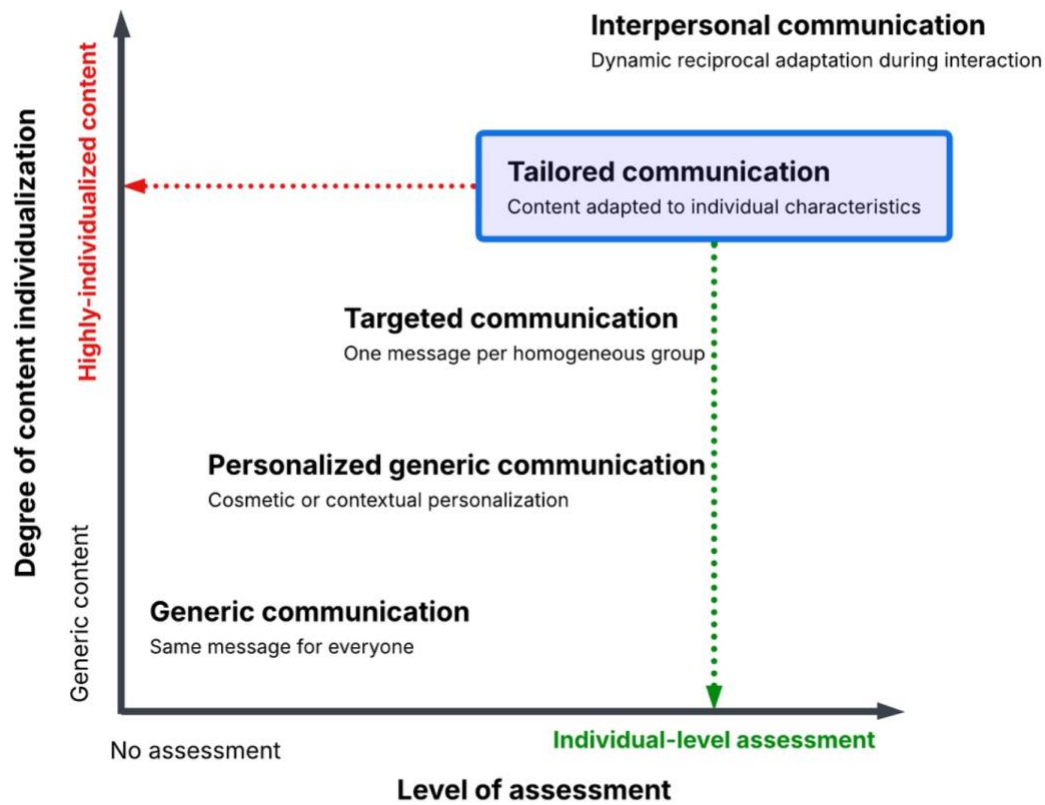 Interpersonal communication
Dynamic reciprocal adaptation during interaction
Degree of content individualization
Highly-individualized content
Tailored communication
Content adapted to individual characteristics
Targeted communication
One message per homogeneous group
Personalized generic communication
Cosmetic or contextual personalization
Generic content
Generic communication
Same message for everyone
No assessment
Individual-level assessment
Level of assessment